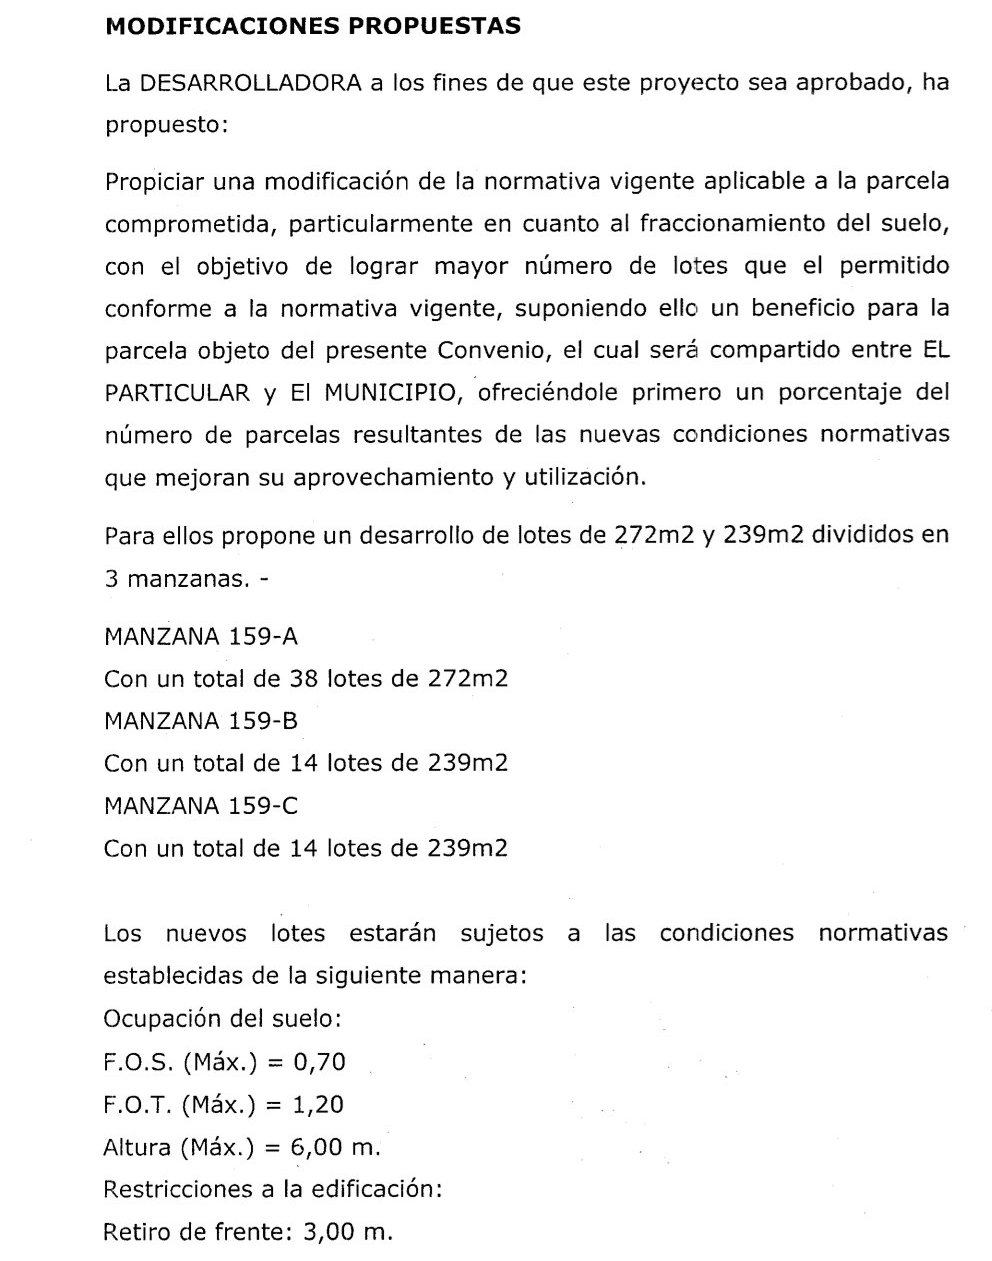 MODIFICACIONES PROPUESTAS
La DESARROLLADORA a los fines de que este proyecto sea aprobado, ha
propuesto:
Propiciar una modificación de la normativa vigente aplicable a la parcela
comprometida, particularmente en cuanto al fraccionamiento del suelo,
con el objetivo de lograr mayor número de lotes que el permitido
conforme a la normativa vigente, suponiendo ello un beneficio para la
parcela objeto del presente Convenio, el cual será compartido entre EL
PARTICULAR y El MUNICIPIO, ofreciéndole primero un porcentaje del
número de parcelas resultantes de las nuevas condiciones normativas
que mejoran su aprovechamiento y utilización.
Para ellos propone un desarrollo de lotes de 272m2 y 239m2 divididos en
3 manzanas. -
MANZANA 159-A
Con un total de 38 lotes de 272m2
MANZANA 159-B
Con un total de 14 lotes de 239m2
MANZANA 159-C
Con un total de 14 lotes de 239m2
Los nuevos lotes estarán sujetos a las condiciones normativas
establecidas de la siguiente manera:
Ocupación del suelo:
F.O.S. (Máx.) = 0,70
F.O.T. (Máx.) = 1,20
Altura (Máx.) = 6,00 m.
Restricciones a la edificación:
Retiro de frente: 3,00 m.